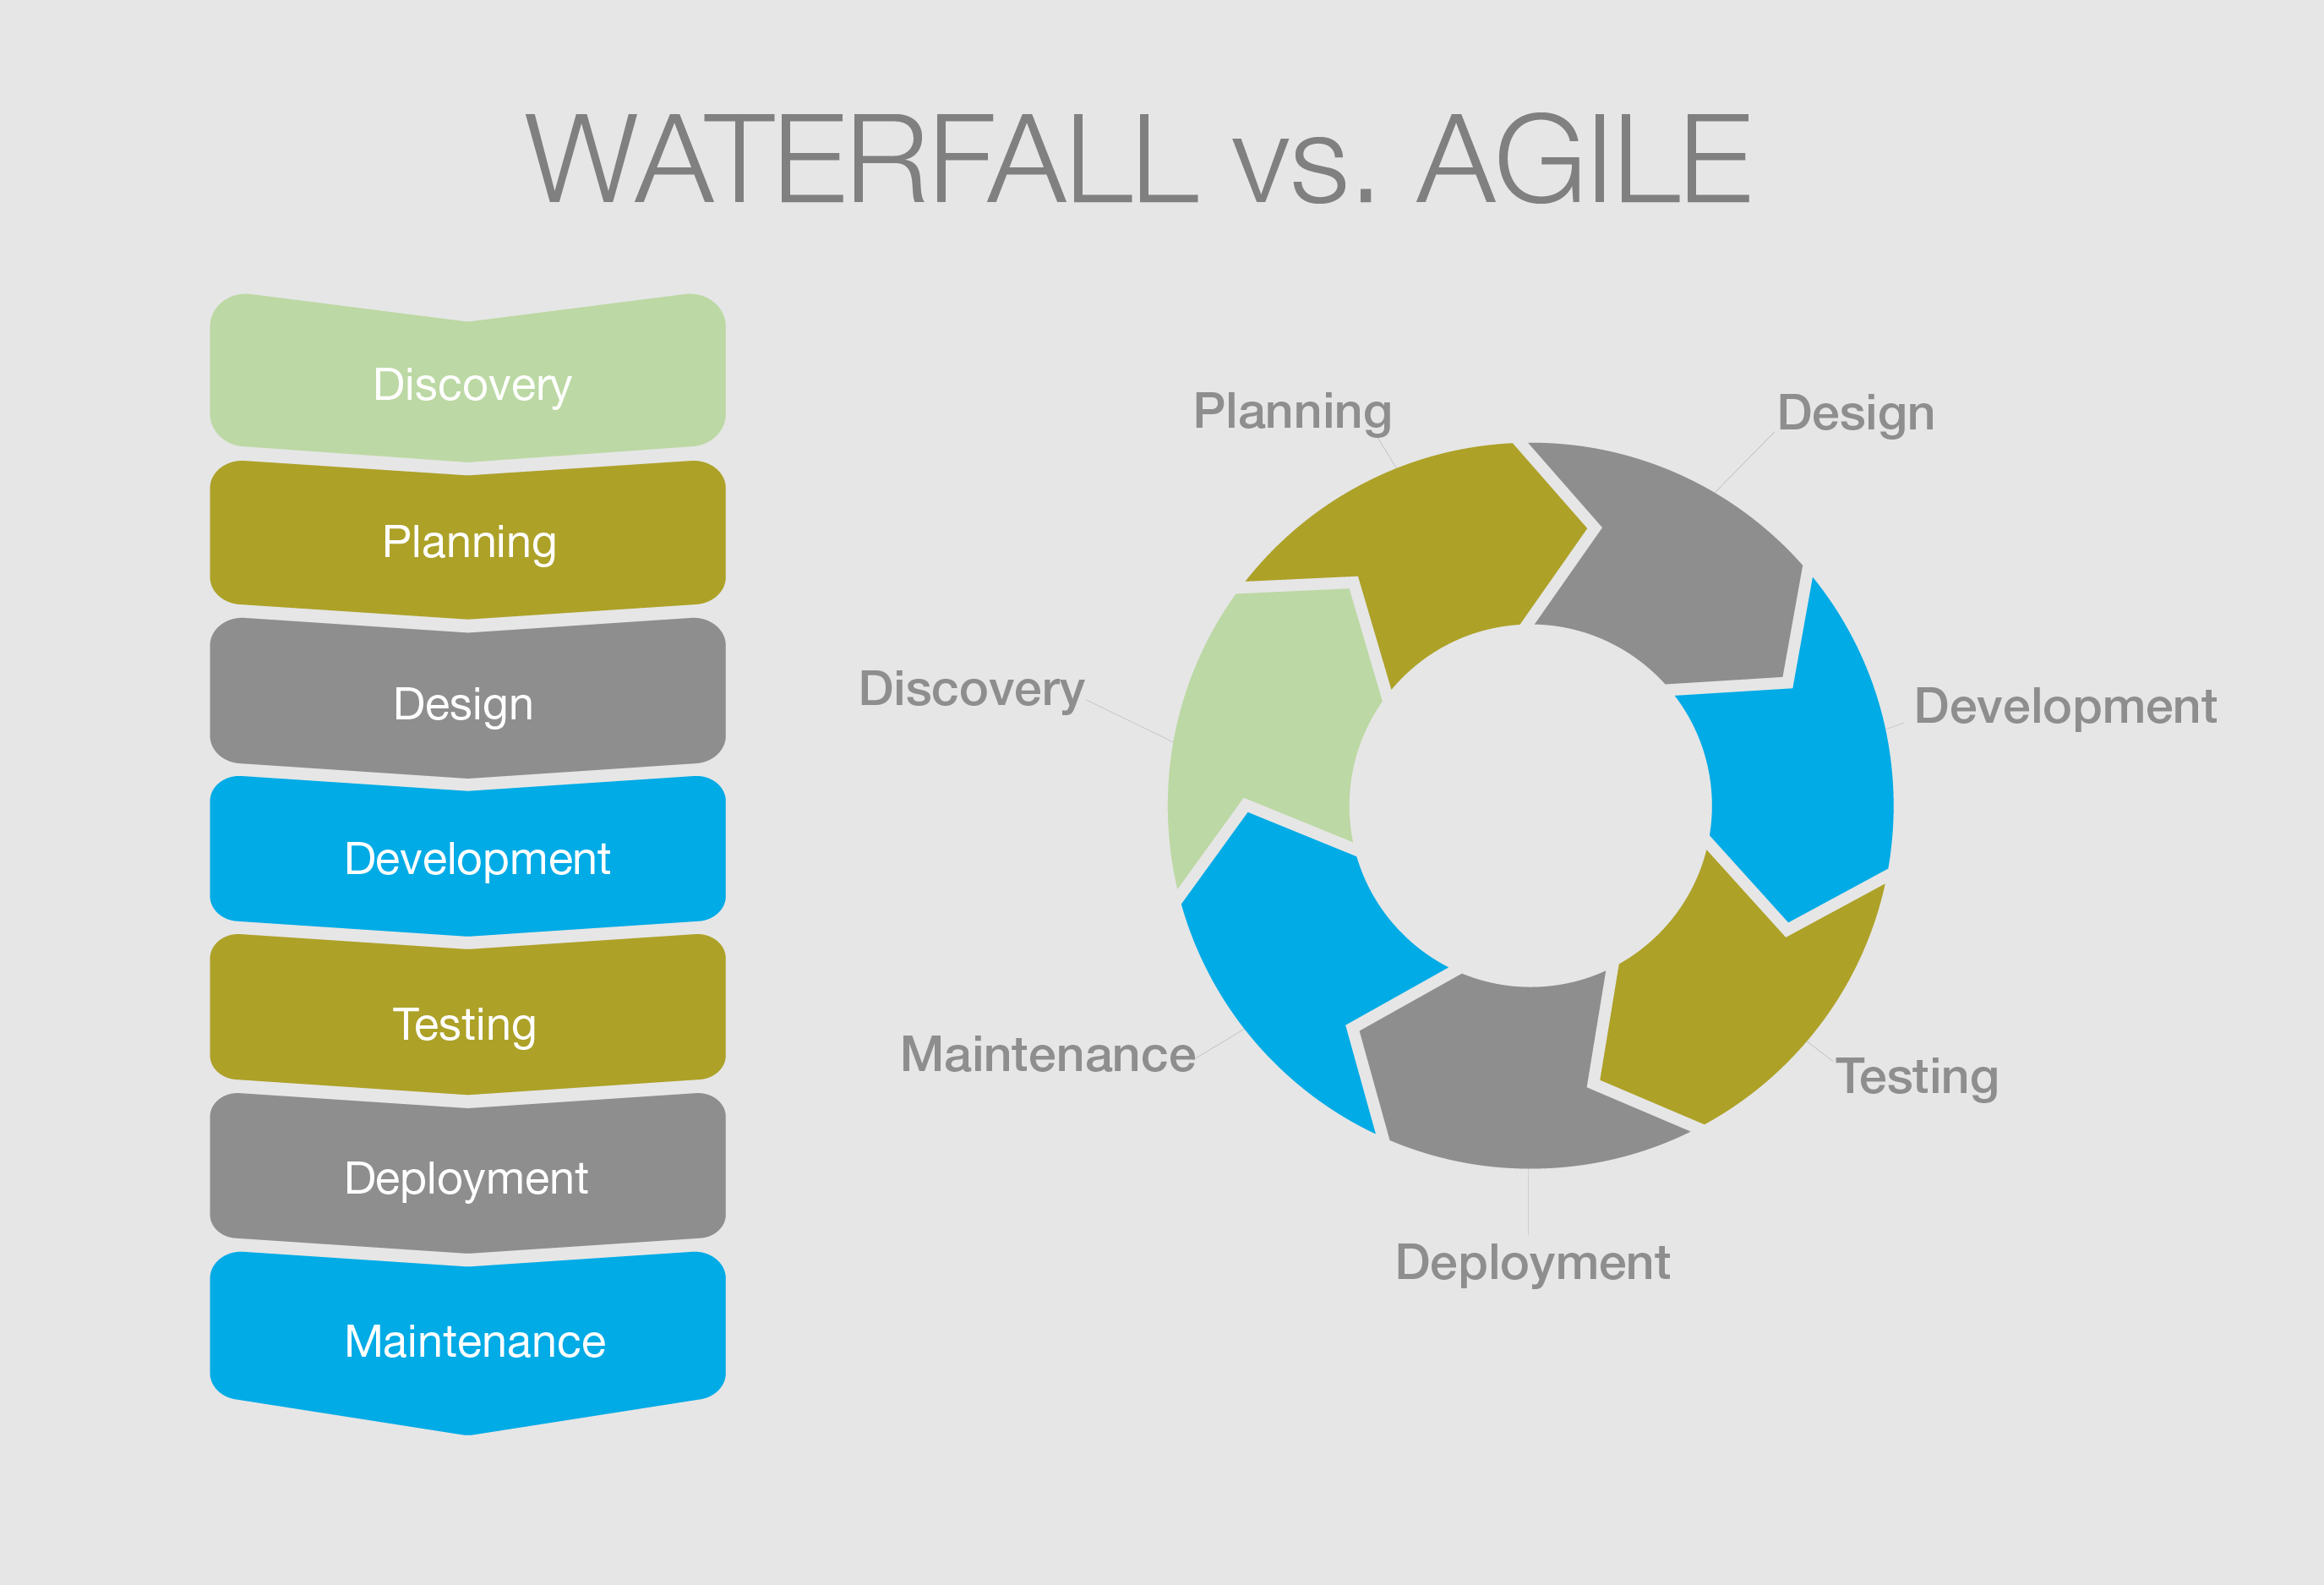 WATERFALL vs. AGILE
Discovery
Planning
Design
Development
Testing
Deployment
Maintenance
Planning
Design
Discovery
Development
Maintenance
Testing
Deployment